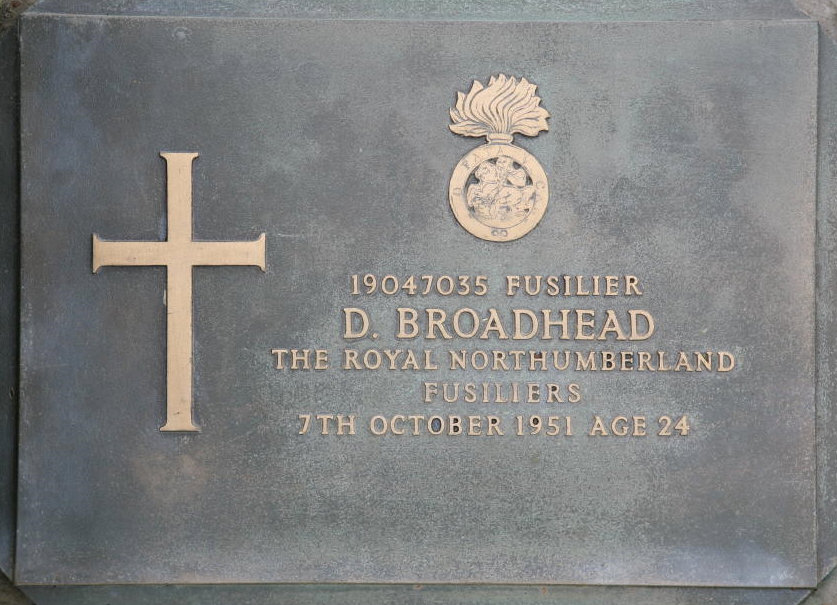 19047035 FUSILIER
D. BROADHEAD
THE ROYAL NORTHUMBERLAND
FUSILIERS
7TH OCTOBER 1951 AGE 24